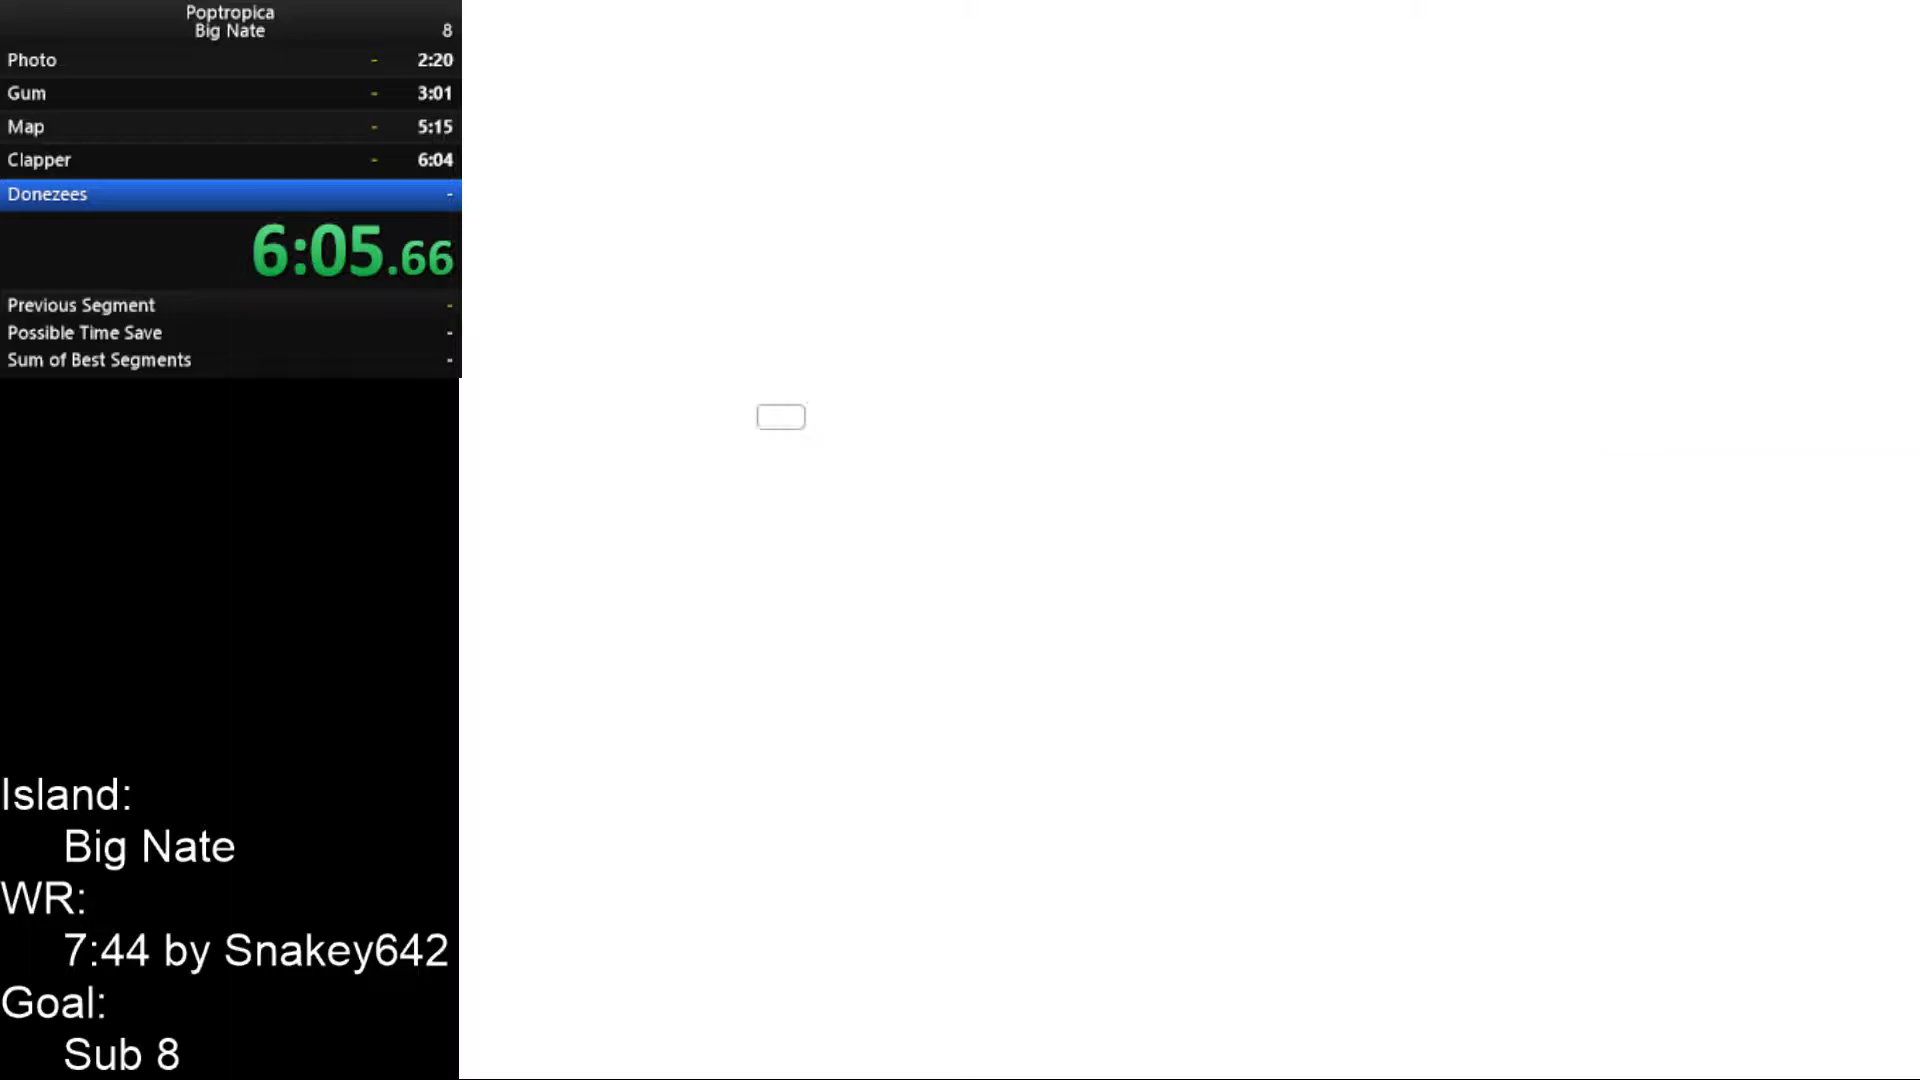 Poptropica
Big Nate 8
Photo - 2:20
Gum - 3:01
Map - 5:15
Clapper - 6:04
Donezees -
6:05.66
Previous Segment -
Possible Time Save -
Sum of Best Segments -
Island:
Big Nate
WR:
7:44 by Snakey642
Goal:
Sub 8